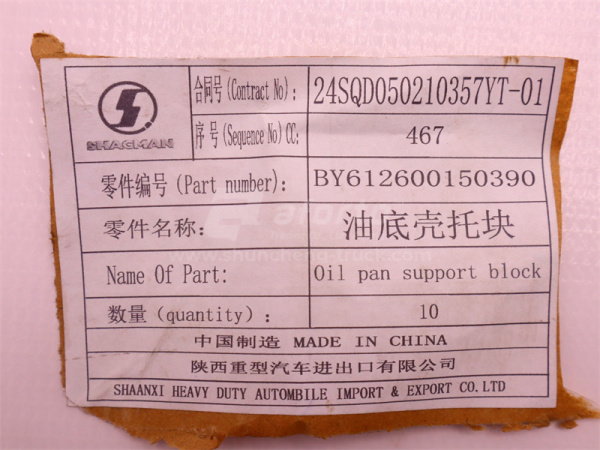 SHACMAN
合同号(Contract No):
24SQD050210357YT-01
序号(Sequence No)CC:
467
零件编号(Part number):
BY612600150390
零件名称:
油底壳托块
Name Of Part:
Oil pan support block
数量(quantity):
10
中国制造 MADE IN CHINA
陕西重型汽车进出口有限公司
SHAANXI HEAVY DUTY AUTOMBILE IMPORT & EXPORT CO.LTD
www.shunchengtruck.com